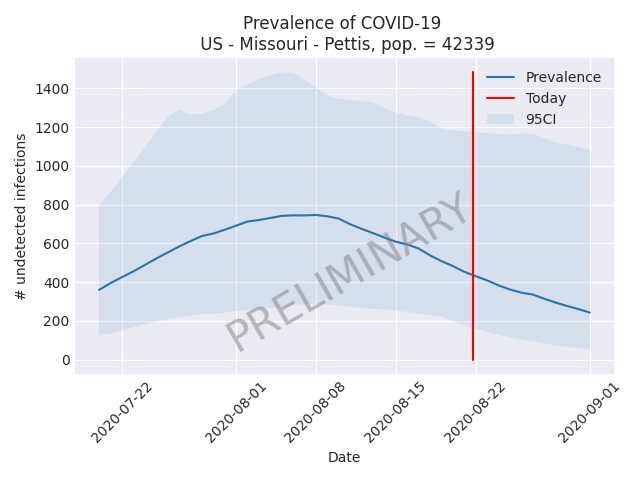 Prevalence of COVID-19
US - Missouri - Pettis, pop. = 42339
Prevalence
Today
95CI
# undetected infections
1400
1200
1000
800
600
400
200
0
PRELIMINARY
2020-07-22
2020-08-01
2020-08-08
2020-08-15
2020-08-22
2020-09-01
Date